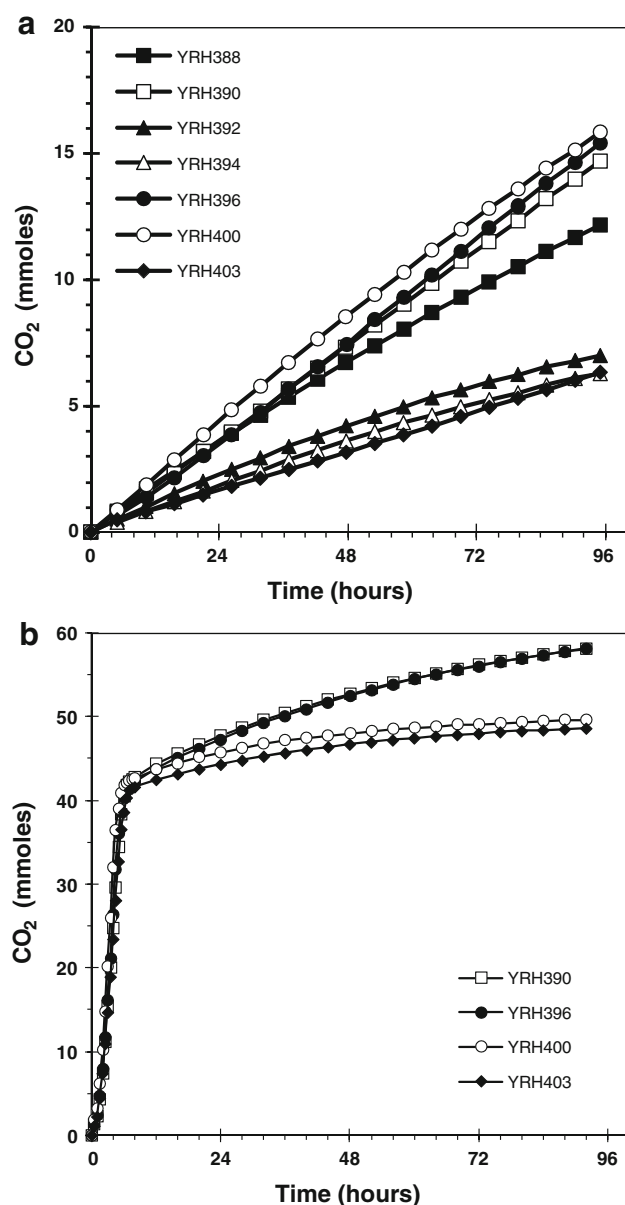 a
20
15
10
5
0
CO₂ (mmoles)
YRH388
YRH390
YRH392
YRH394
YRH396
YRH400
YRH403
0 24 48 72 96
Time (hours)
b
60
50
40
30
20
10
0
CO₂ (mmoles)
YRH390
YRH396
YRH400
YRH403
0 24 48 72 96
Time (hours)